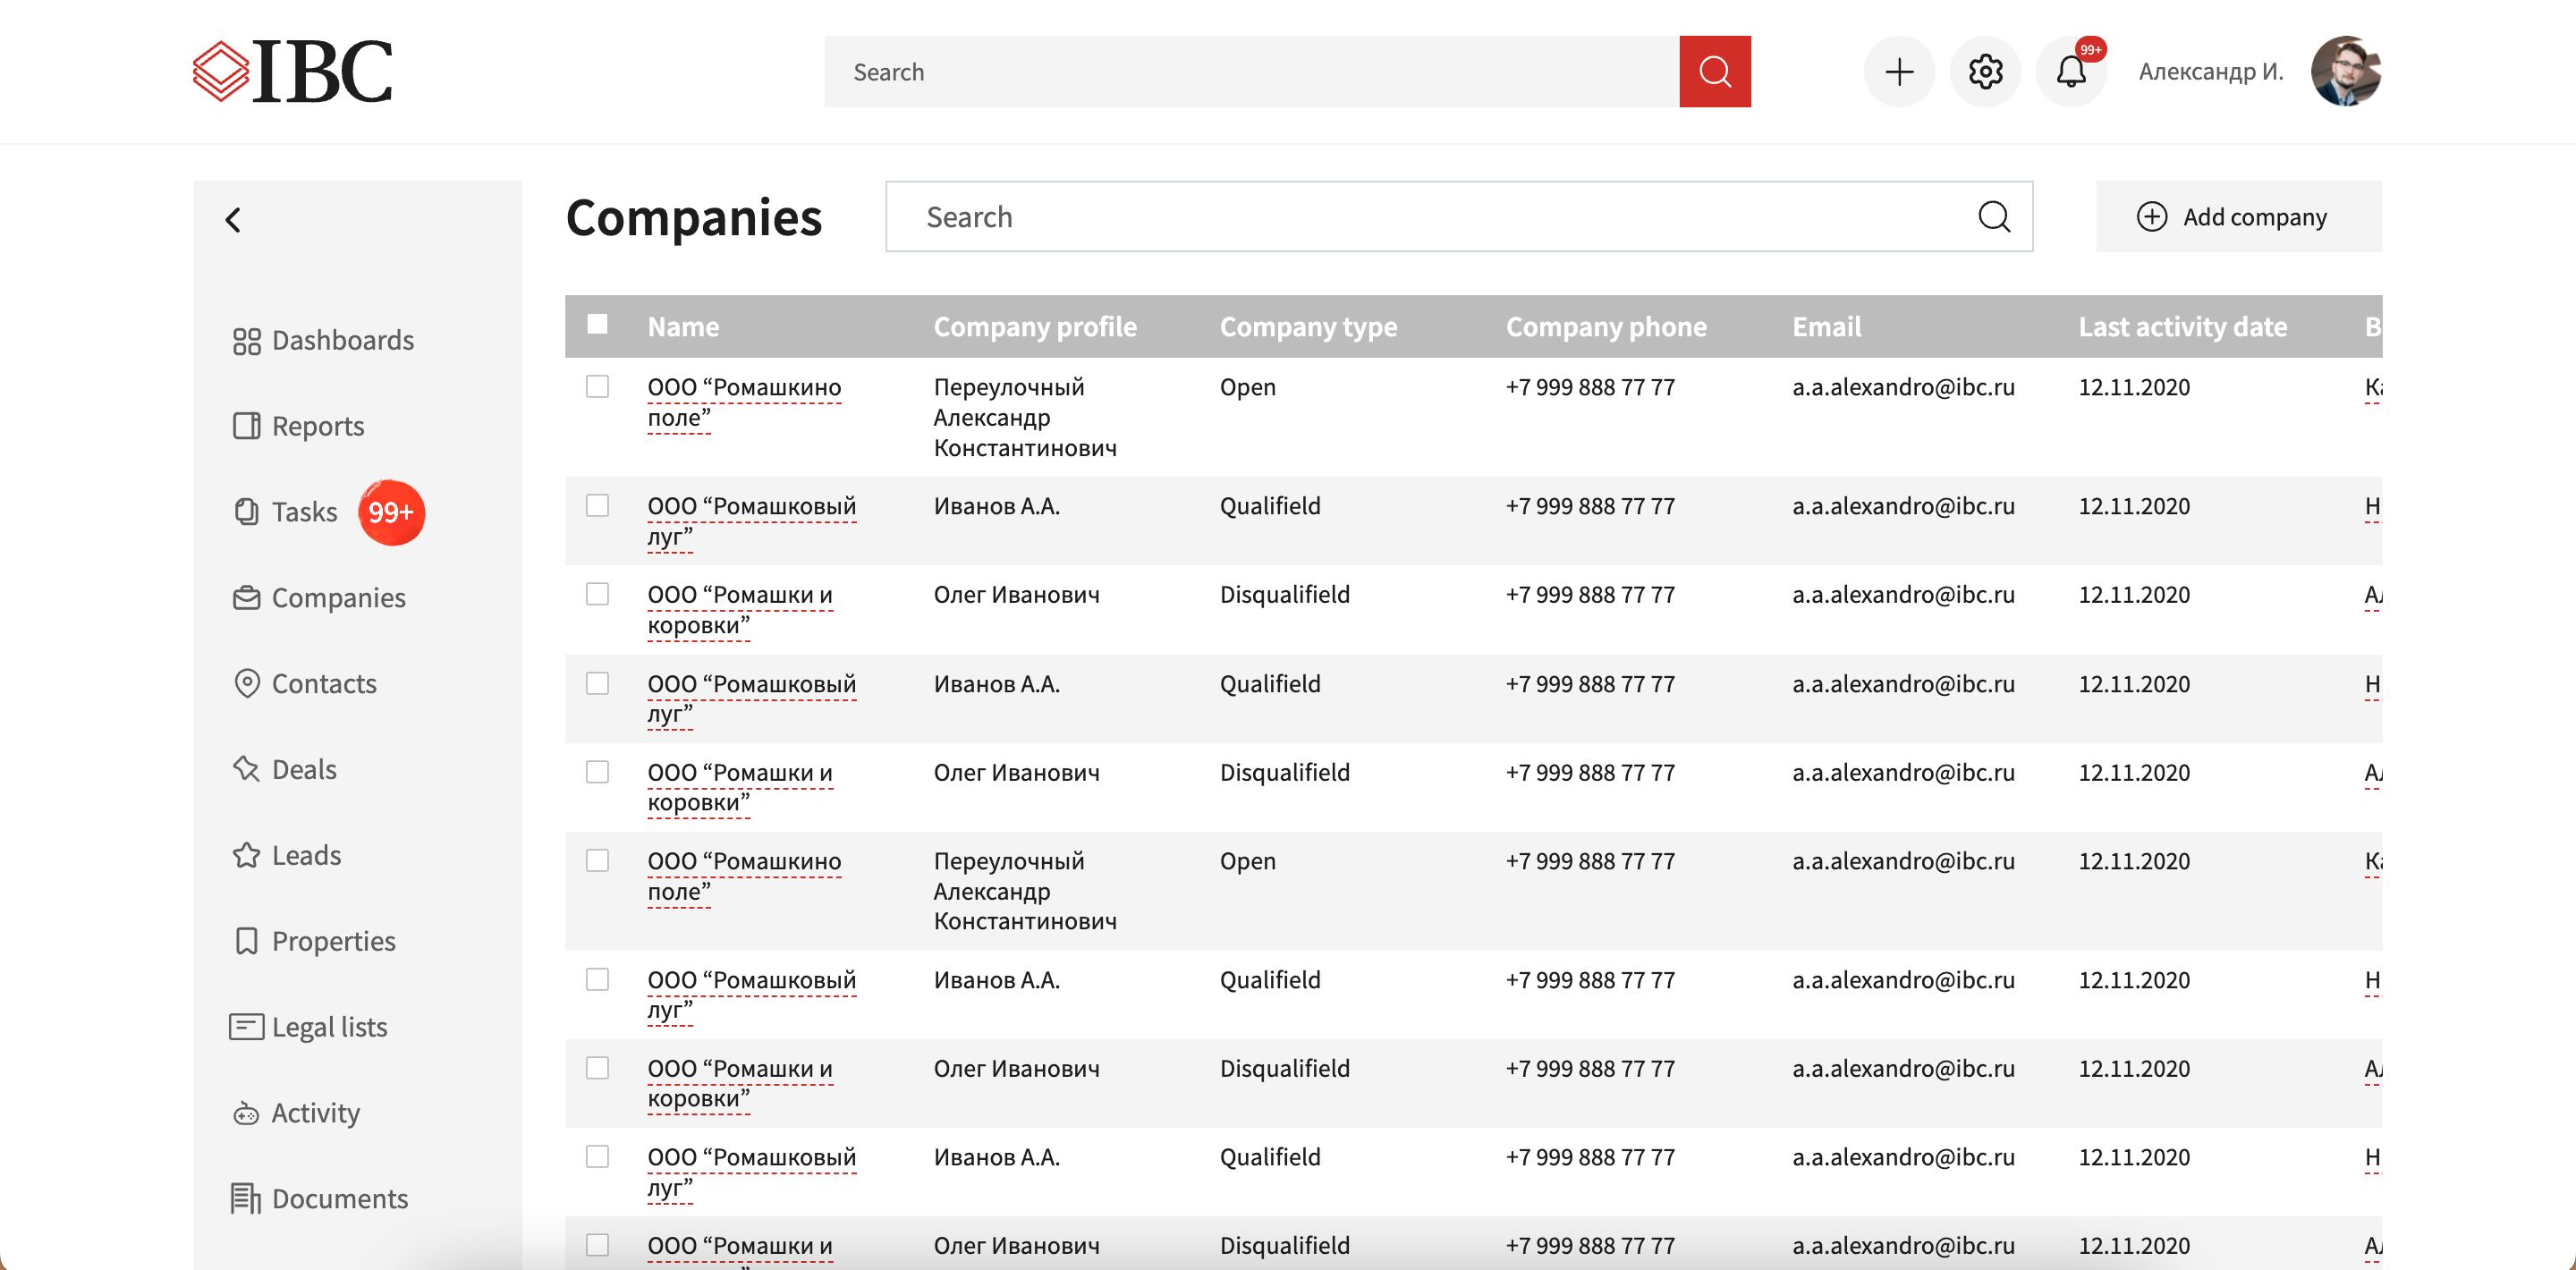 IBC
Search
99+
Александр И.
Companies
Search
Add company
Dashboards
Reports
Tasks 99+
Companies
Contacts
Deals
Leads
Properties
Legal lists
Activity
Documents
Name Company profile Company type Company phone Email Last activity date
ООО “Ромашкино Переулочный Open +7 999 888 77 77 a.a.alexandro@ibc.ru 12.11.2020
поле” Александр
Константинович
ООО “Ромашковый Иванов А.А. Qualifield +7 999 888 77 77 a.a.alexandro@ibc.ru 12.11.2020
луг”
ООО “Ромашки и Олег Иванович Disqualifield +7 999 888 77 77 a.a.alexandro@ibc.ru 12.11.2020
коровки”
ООО “Ромашковый Иванов А.А. Qualifield +7 999 888 77 77 a.a.alexandro@ibc.ru 12.11.2020
луг”
ООО “Ромашки и Олег Иванович Disqualifield +7 999 888 77 77 a.a.alexandro@ibc.ru 12.11.2020
коровки”
ООО “Ромашкино Переулочный Open +7 999 888 77 77 a.a.alexandro@ibc.ru 12.11.2020
поле” Александр
Константинович
ООО “Ромашковый Иванов А.А. Qualifield +7 999 888 77 77 a.a.alexandro@ibc.ru 12.11.2020
луг”
ООО “Ромашки и Олег Иванович Disqualifield +7 999 888 77 77 a.a.alexandro@ibc.ru 12.11.2020
коровки”
ООО “Ромашковый Иванов А.А. Qualifield +7 999 888 77 77 a.a.alexandro@ibc.ru 12.11.2020
луг”
ООО “Ромашки и Олег Иванович Disqualifield +7 999 888 77 77 a.a.alexandro@ibc.ru 12.11.2020